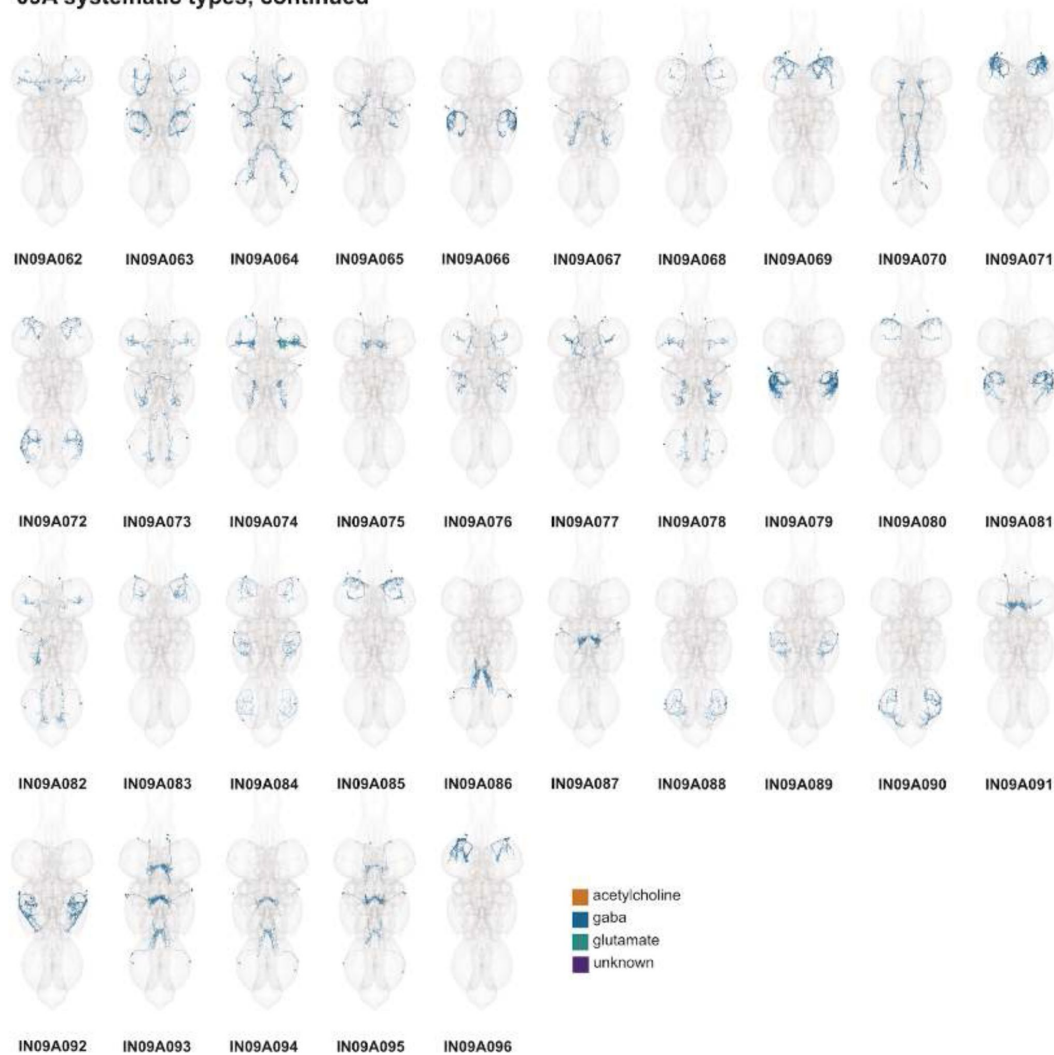 09A systematic types, continued
IN09A062 IN09A063 IN09A064 IN09A065 IN09A066 IN09A067 IN09A068 IN09A069 IN09A070 IN09A071
IN09A072 IN09A073 IN09A074 IN09A075 IN09A076 IN09A077 IN09A078 IN09A079 IN09A080 IN09A081
IN09A082 IN09A083 IN09A084 IN09A085 IN09A086 IN09A087 IN09A088 IN09A089 IN09A090 IN09A091
acetylcholine
gaba
glutamate
unknown
IN09A092 IN09A093 IN09A094 IN09A095 IN09A096